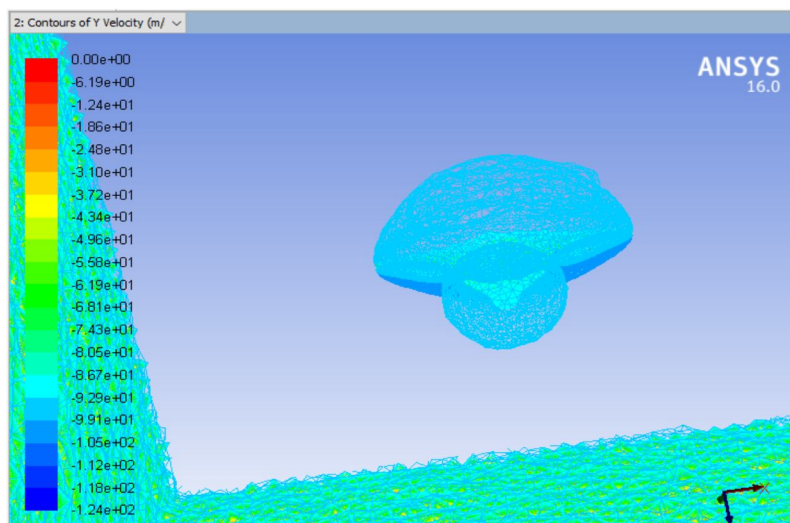 2: Contours of Y Velocity (m/
ANSYS
16.0
0.00e+00
-6.19e+00
-1.24e+01
-1.86e+01
-2.48e+01
-3.10e+01
-3.72e+01
-4.34e+01
-4.96e+01
-5.58e+01
-6.19e+01
-6.81e+01
-7.43e+01
-8.05e+01
-8.67e+01
-9.29e+01
-9.91e+01
-1.05e+02
-1.12e+02
-1.18e+02
-1.24e+02
X